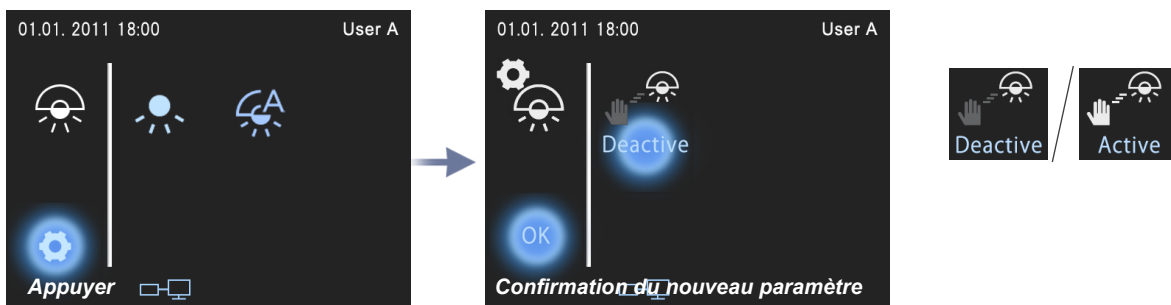 01.01. 2011 18:00 User A
A
Appuyer
01.01. 2011 18:00 User A
Deactive
OK
Confirmation du nouveau paramètre
Deactive
Active